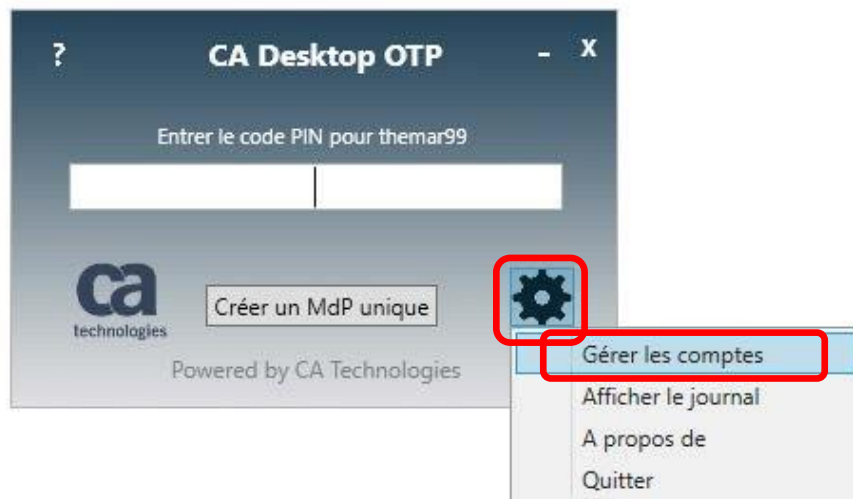 ? CA Desktop OTP - X
Entrer le code PIN pour themar99
ca
technologies
Créer un MdP unique
Powered by CA Technologies
Gérer les comptes
Afficher le journal
A propos de
Quitter